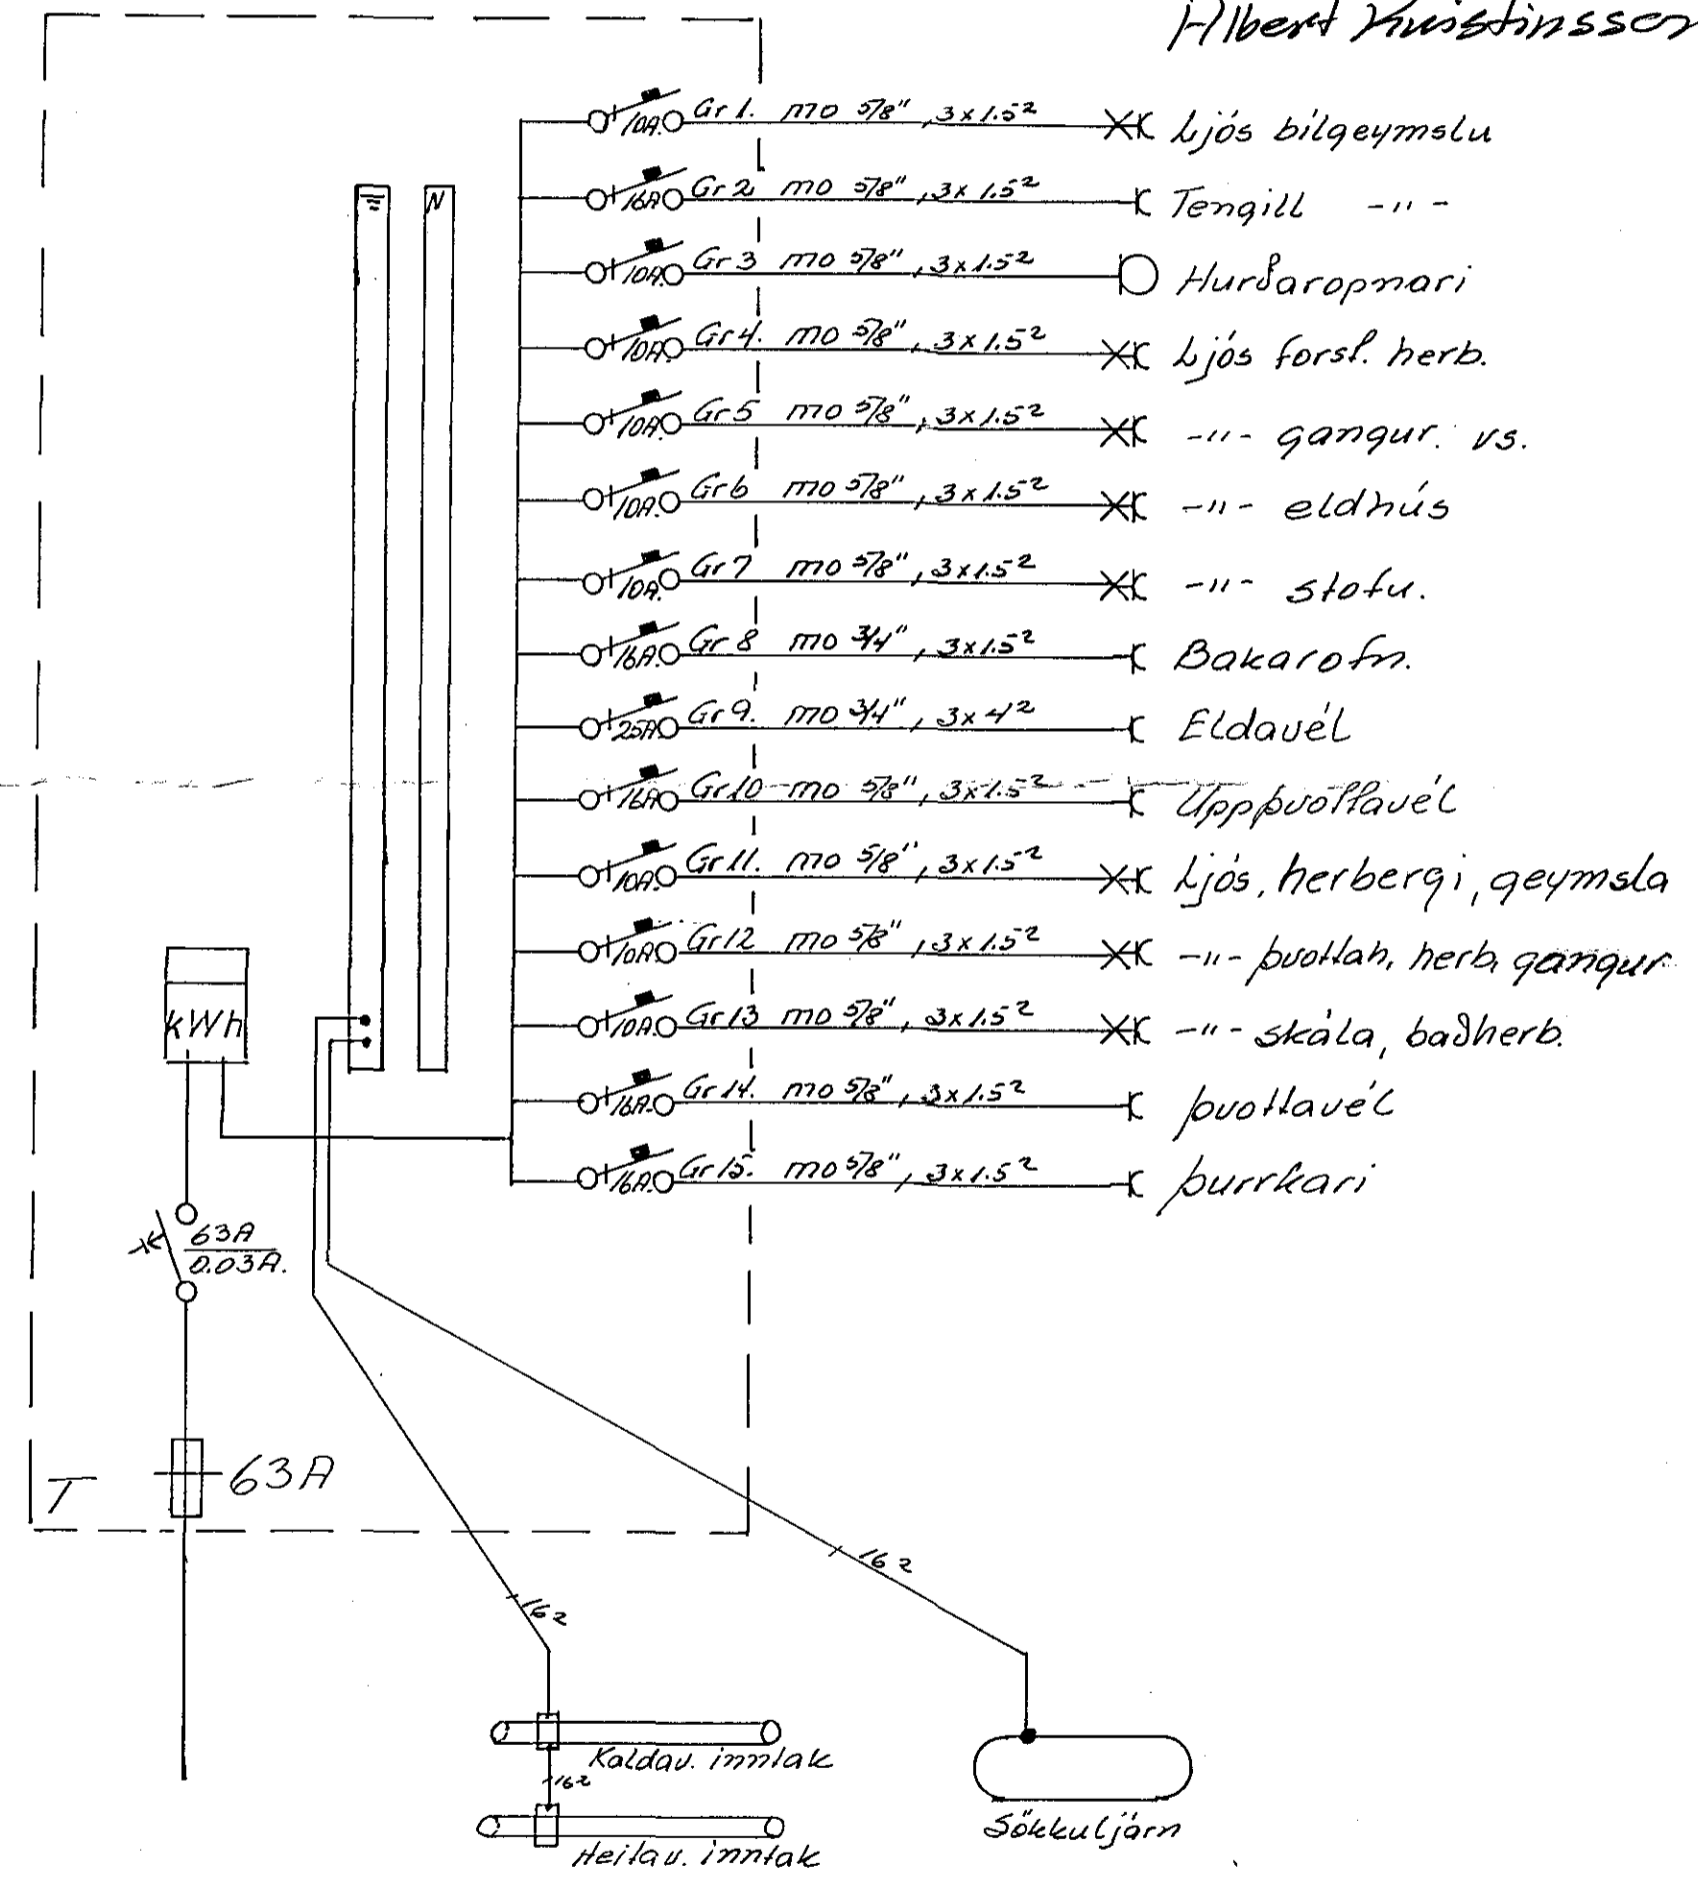 Albert Kristinsson
10A. Gr 1. mo 5/8", 3x1.5² Ljós bílgeymslu
16A Gr 2 mo 5/8", 3x1.5² Tengill -"-
10A. Gr 3 mo 5/8", 3x1.5² Hurðaropnari
10A Gr 4. mo 5/8", 3x1.5² Ljós forst. herb.
10A. Gr 5 mo 5/8", 3x1.5² -"- gangur. vs.
10A. Gr 6 mo 5/8", 3x1.5² -"- eldhús
10A. Gr 7 mo 5/8", 3x1.5² -"- stofu.
16A. Gr 8 mo 3/4", 3x1.5² Bakarofn.
25A Gr 9. mo 3/4", 3x4² Eldavél
16A Gr 10 mo 5/8", 3x1.5² Uppþvottavél
10A. Gr 11. mo 5/8", 3x1.5² Ljós, herbergi, geymsla
10A Gr 12 mo 5/8", 3x1.5² -"- þvottah, herb, gangur
10A. Gr 13 mo 5/8", 3x1.5² -"- skála, baðherb.
16A. Gr 14. mo 5/8", 3x1.5² þvottavél
16A. Gr 15. mo 5/8", 3x1.5² þurrkari
N
kWh
63A
0.03A.
63A
T
16²
16²
Kaldav. inntak
16²
Heitav. inntak
Sökkuljárn